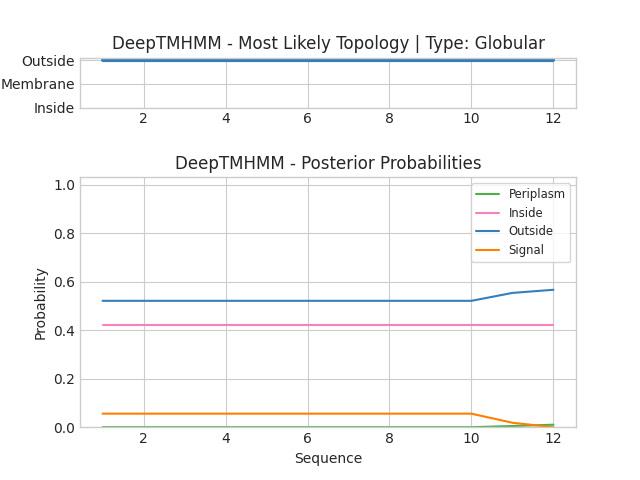 DeepTMHMM - Most Likely Topology | Type: Globular
Outside
Membrane
Inside
2 4 6 8 10 12
DeepTMHMM - Posterior Probabilities
1.0
0.8
0.6
0.4
0.2
0.0
Probability
Periplasm
Inside
Outside
Signal
2 4 6 8 10 12
Sequence